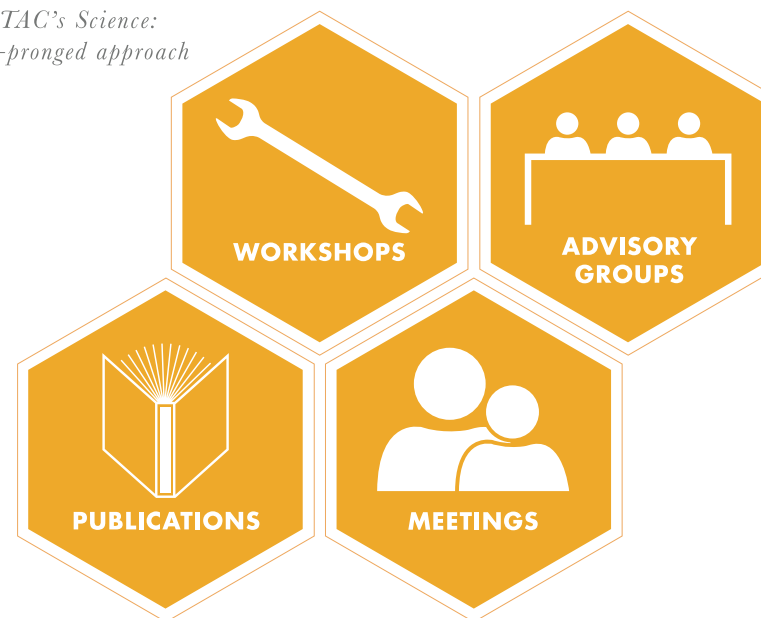 TAC's Science:
-pronged approach
WORKSHOPS
ADVISORY
GROUPS
PUBLICATIONS
MEETINGS